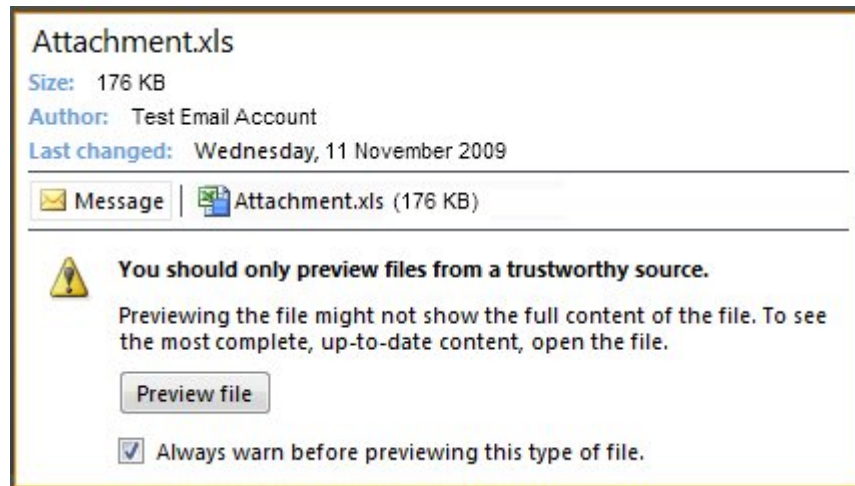 Attachment.xls
Size: 176 KB
Author: Test Email Account
Last changed: Wednesday, 11 November 2009
Message Attachment.xls (176 KB)
You should only preview files from a trustworthy source.
Previewing the file might not show the full content of the file. To see
the most complete, up-to-date content, open the file.
Preview file
Always warn before previewing this type of file.